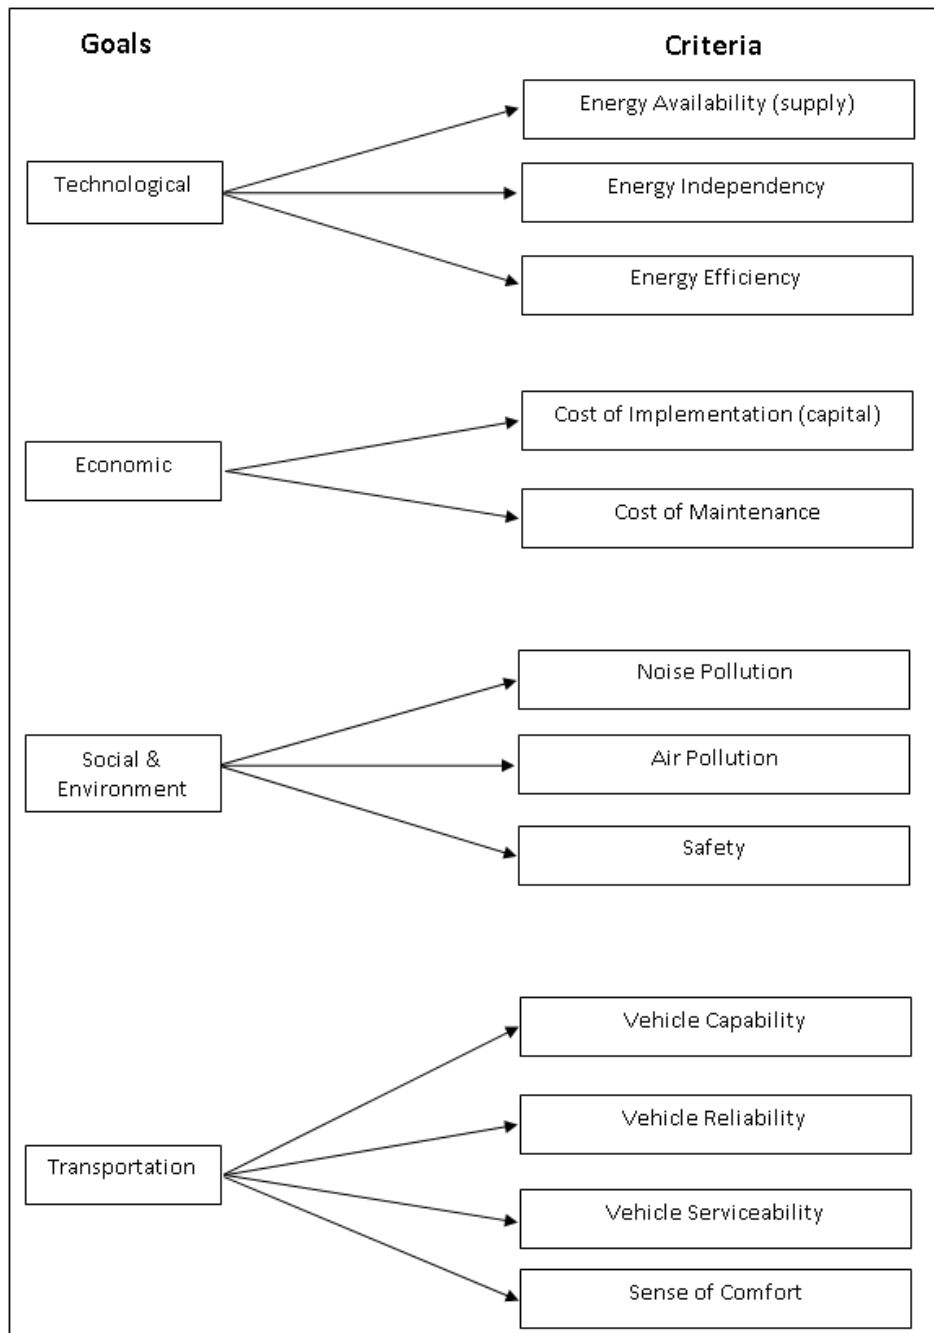 Goals
Criteria
Technological
Energy Availability (supply)
Energy Independency
Energy Efficiency
Economic
Cost of Implementation (capital)
Cost of Maintenance
Social &
Environment
Noise Pollution
Air Pollution
Safety
Transportation
Vehicle Capability
Vehicle Reliability
Vehicle Serviceability
Sense of Comfort